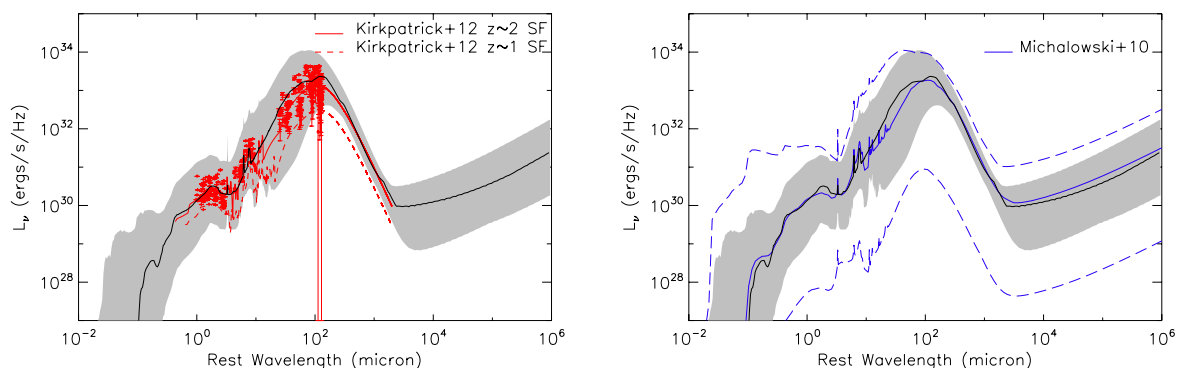 Kirkpatrick+12 z~2 SF
Kirkpatrick+12 z~1 SF
10^34
10^32
10^30
10^28
L_ν (ergs/s/Hz)
10^-2 10^0 10^2 10^4 10^6
Rest Wavelength (micron)
Michalowski+10
10^34
10^32
10^30
10^28
L_ν (ergs/s/Hz)
10^-2 10^0 10^2 10^4 10^6
Rest Wavelength (micron)